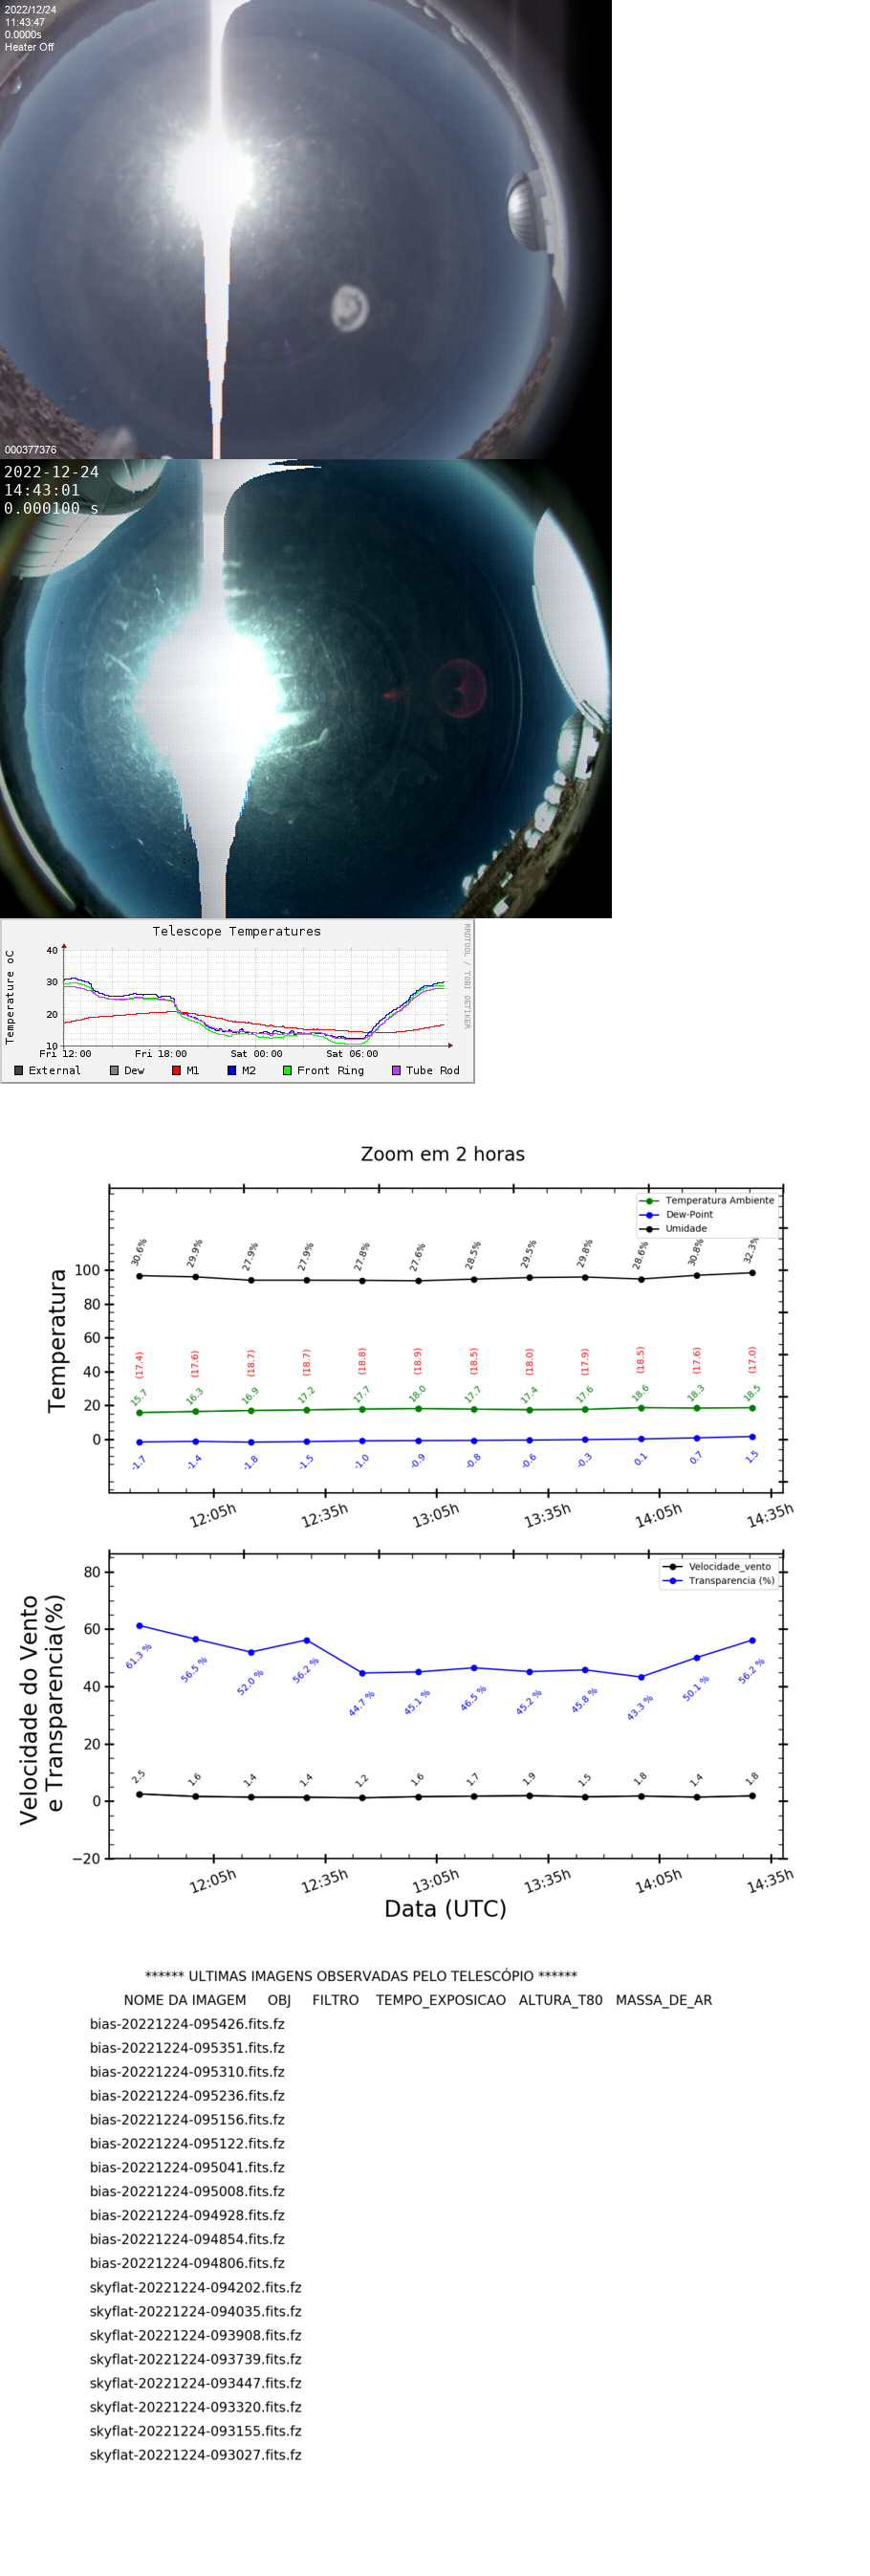 2022/12/24
11:43:47
0.0000s
Heater Off
000377376
2022-12-24
14:43:01
0.000100 s
Telescope Temperatures
RRDTOOL / TOBI OETIKER
Temperature oC
40
30
20
10
Fri 12:00 Fri 18:00 Sat 00:00 Sat 06:00
External Dew M1 M2 Front Ring Tube Rod
Zoom em 2 horas
Temperatura Ambiente
Dew-Point
Umidade
Temperatura
100
80
60
40
20
0
30.6% 29.9% 27.9% 27.9% 27.8% 27.6% 28.5% 29.5% 29.8% 28.6% 30.8% 32.3%
(17.4) (17.6) (18.7) (18.7) (18.8) (18.9) (18.5) (18.0) (17.9) (18.5) (17.6) (17.0)
15.7 16.3 16.9 17.2 17.7 18.0 17.7 17.4 17.6 18.6 18.3 18.5
-1.7 -1.4 -1.8 -1.5 -1.0 -0.9 -0.8 -0.6 -0.3 0.1 0.7 1.5
12:05h 12:35h 13:05h 13:35h 14:05h 14:35h
Velocidade_vento
Transparencia (%)
Velocidade do Vento
e Transparencia(%)
80
60
40
20
0
−20
61.3 % 56.5 % 52.0 % 56.2 % 44.7 % 45.1 % 46.5 % 45.2 % 45.8 % 43.3 % 50.1 % 56.2 %
2.5 1.6 1.4 1.4 1.2 1.6 1.7 1.9 1.5 1.8 1.4 1.8
12:05h 12:35h 13:05h 13:35h 14:05h 14:35h
Data (UTC)
****** ULTIMAS IMAGENS OBSERVADAS PELO TELESCÓPIO ******
NOME DA IMAGEM OBJ FILTRO TEMPO_EXPOSICAO ALTURA_T80 MASSA_DE_AR
bias-20221224-095426.fits.fz
bias-20221224-095351.fits.fz
bias-20221224-095310.fits.fz
bias-20221224-095236.fits.fz
bias-20221224-095156.fits.fz
bias-20221224-095122.fits.fz
bias-20221224-095041.fits.fz
bias-20221224-095008.fits.fz
bias-20221224-094928.fits.fz
bias-20221224-094854.fits.fz
bias-20221224-094806.fits.fz
skyflat-20221224-094202.fits.fz
skyflat-20221224-094035.fits.fz
skyflat-20221224-093908.fits.fz
skyflat-20221224-093739.fits.fz
skyflat-20221224-093447.fits.fz
skyflat-20221224-093320.fits.fz
skyflat-20221224-093155.fits.fz
skyflat-20221224-093027.fits.fz